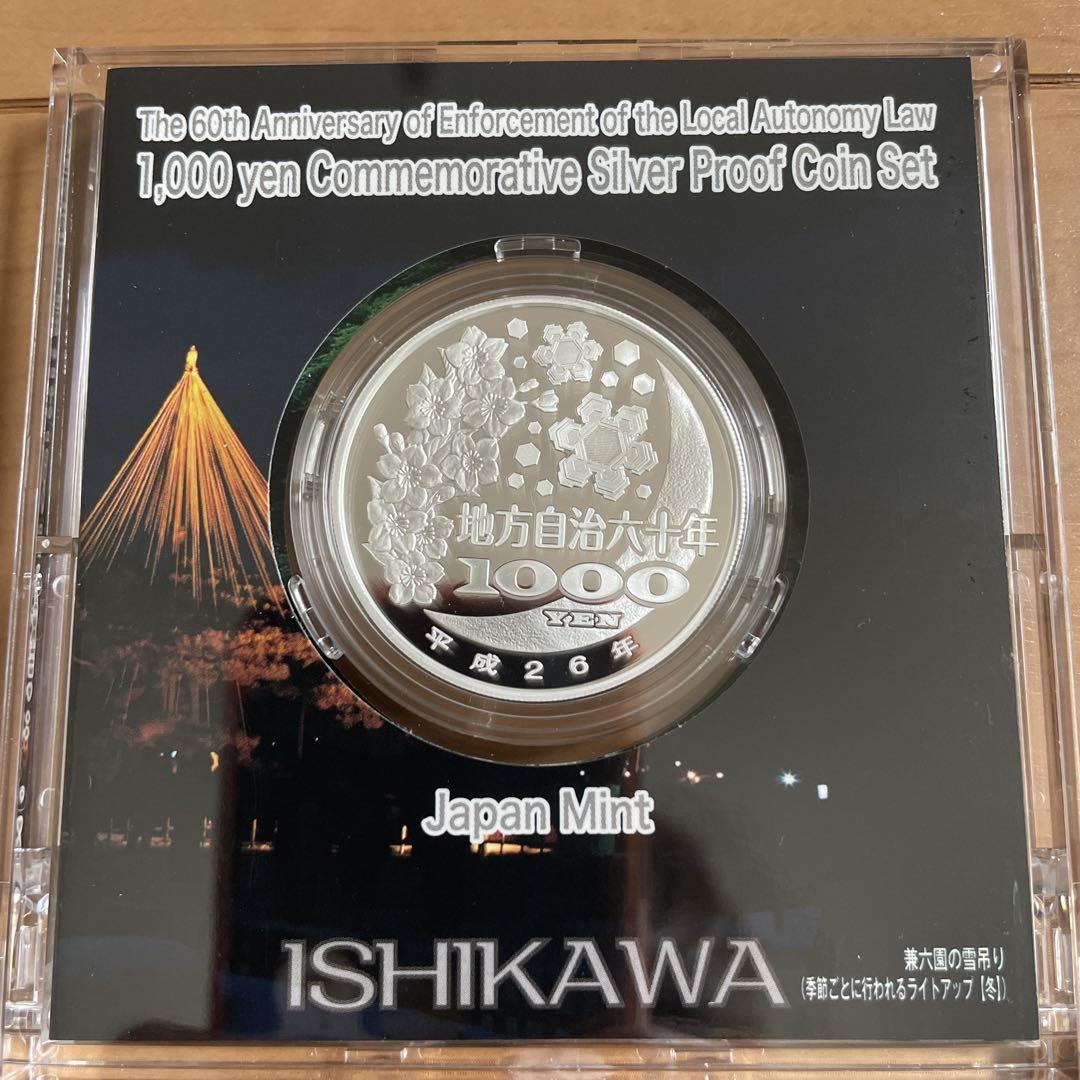 The 60th Anniversary of Enforcement of the Local Autonomy Law
1,000 yen Commemorative Silver Proof Coin Set
地方自治六十年
1000
YEN
平成26年
Japan Mint
ISHIKAWA
兼六園の雪吊り
(季節ごとに行われるライトアップ【冬】)